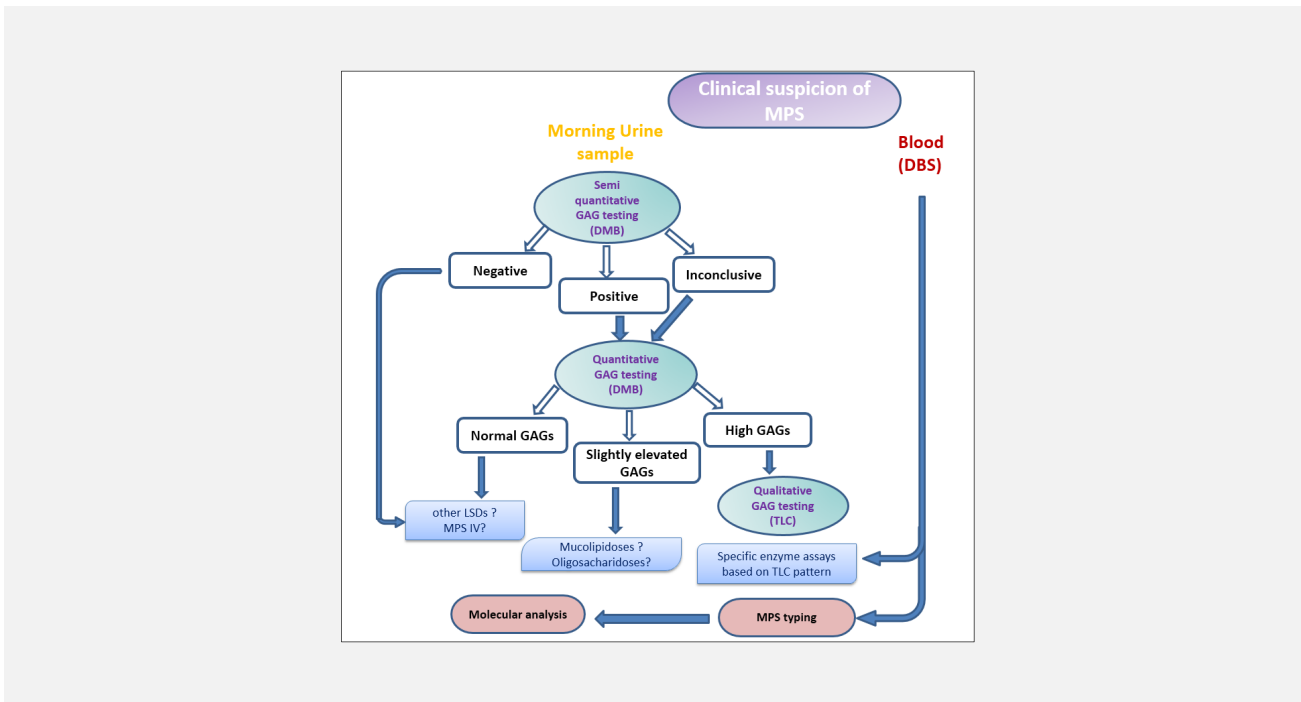 Clinical suspicion of
MPS
Morning Urine
sample
Blood
(DBS)
Semi
quantitative
GAG testing
(DMB)
Negative
Positive
Inconclusive
Quantitative
GAG testing
(DMB)
Normal GAGs
Slightly elevated
GAGs
High GAGs
Qualitative
GAG testing
(TLC)
other LSDs ?
MPS IV?
Mucolipidoses ?
Oligosacharidoses?
Specific enzyme assays
based on TLC pattern
Molecular analysis
MPS typing